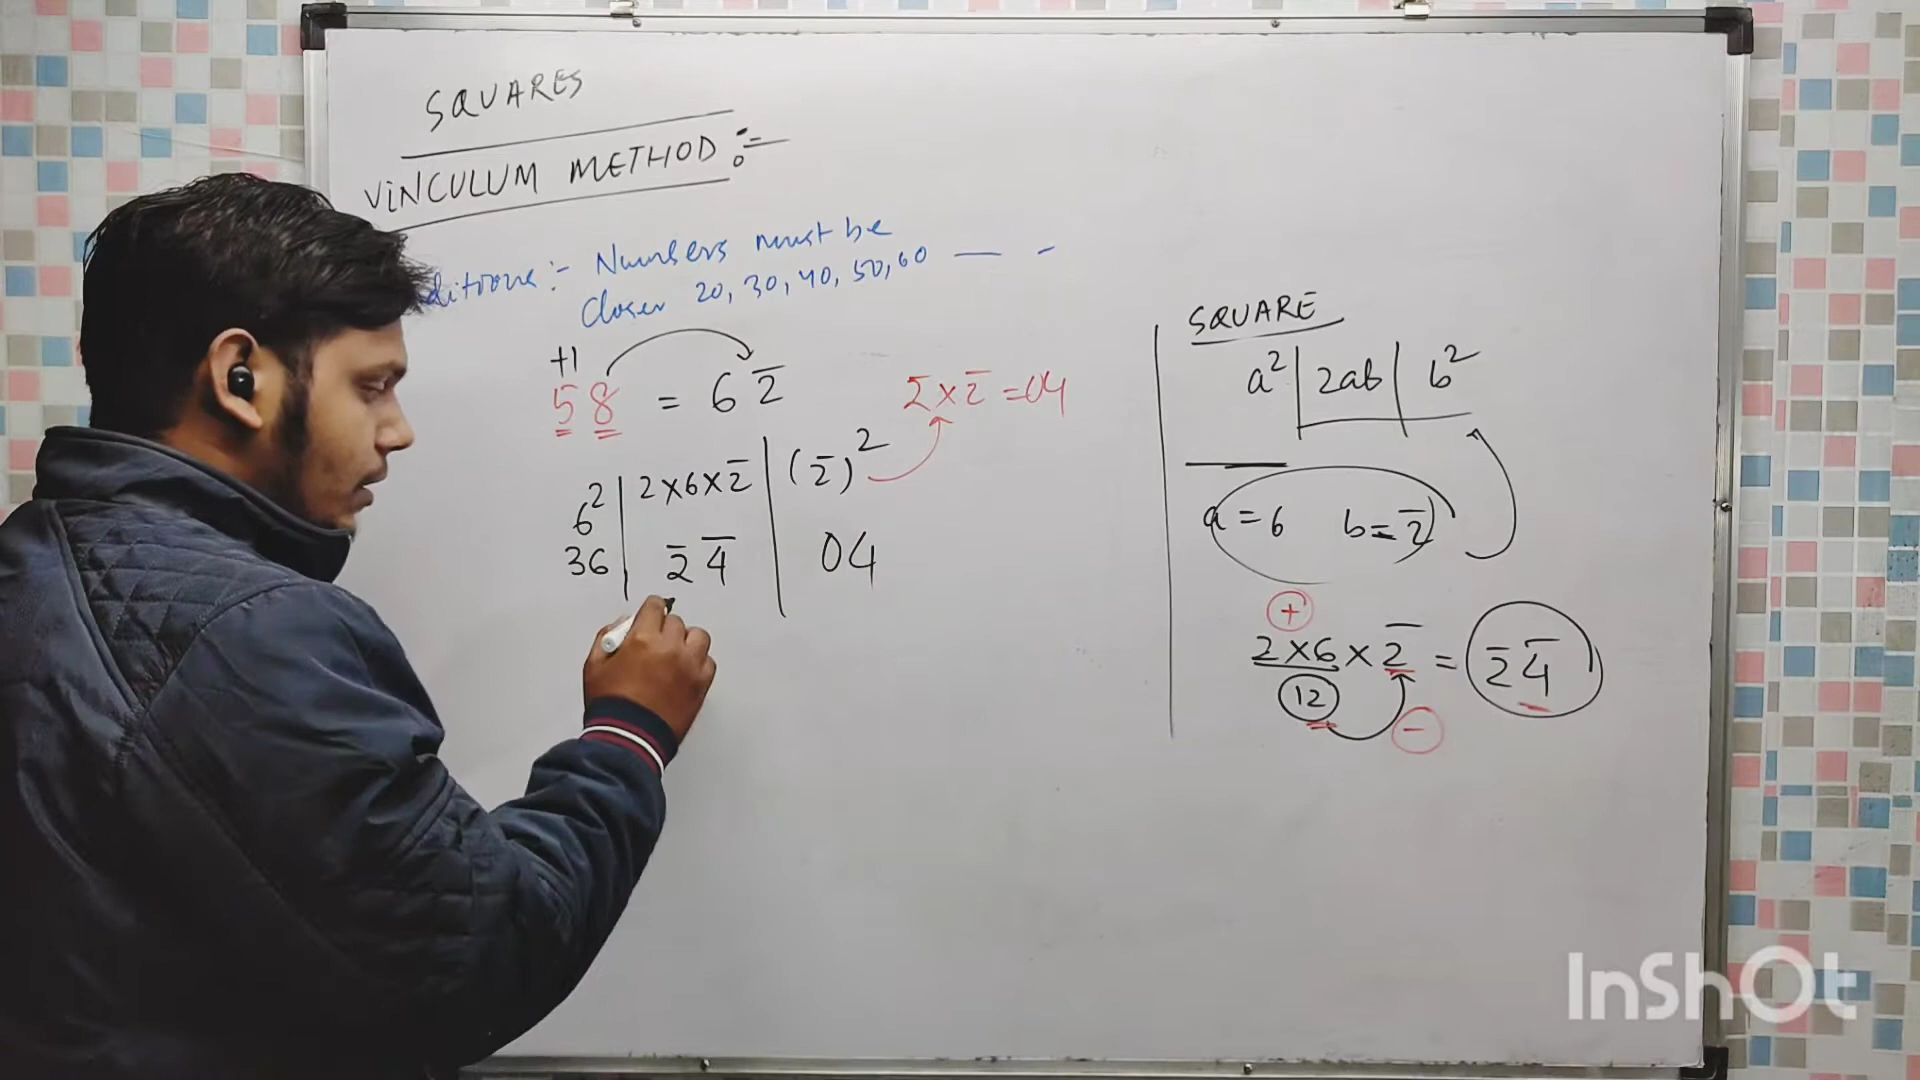 SQUARES
VINCULUM METHOD :-
ditions :- Numbers must be
Closer 20, 30, 40, 50, 60 — -
+1
58 = 62̅
2̅ × 2̅ = 04
6² | 2×6×2̅ | (2̅)²
36 | 2̅ 4̅ | 04
SQUARE
a² | 2ab | b²
a = 6 b = 2̅
+
2×6 × 2̅ = 2̅ 4̅
12
-
InShOt